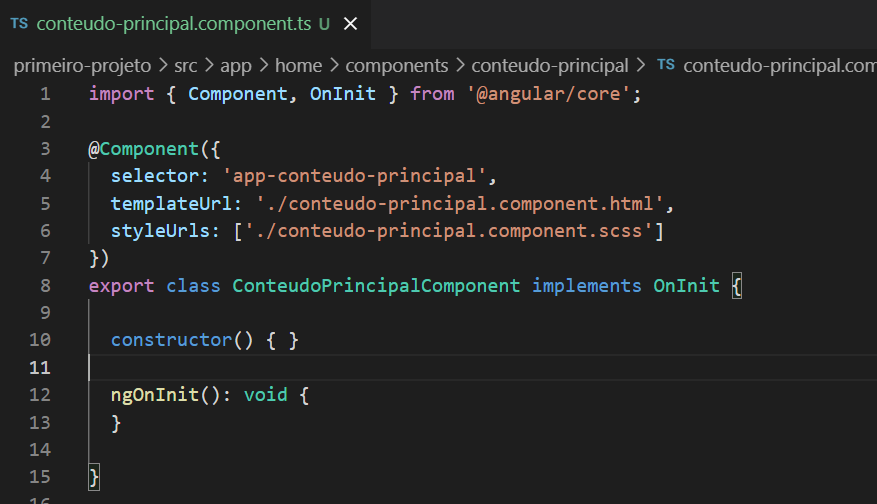 TS conteudo-principal.component.ts U ×
primeiro-projeto > src > app > home > components > conteudo-principal > TS conteudo-principal.com
1 import { Component, OnInit } from '@angular/core';
2
3 @Component({
4 selector: 'app-conteudo-principal',
5 templateUrl: './conteudo-principal.component.html',
6 styleUrls: ['./conteudo-principal.component.scss']
7 })
8 export class ConteudoPrincipalComponent implements OnInit {
9
10 constructor() { }
11
12 ngOnInit(): void {
13 }
14
15 }
16